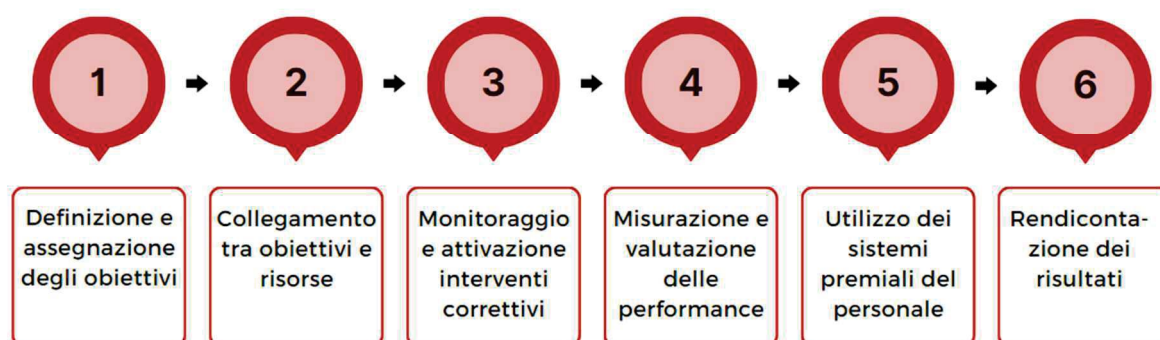 1
2
3
4
5
6
Definizione e
assegnazione
degli obiettivi
Collegamento
tra obiettivi e
risorse
Monitoraggio
e attivazione
interventi
correttivi
Misurazione e
valutazione
delle
performance
Utilizzo dei
sistemi
premiali del
personale
Rendiconta-
zione dei
risultati